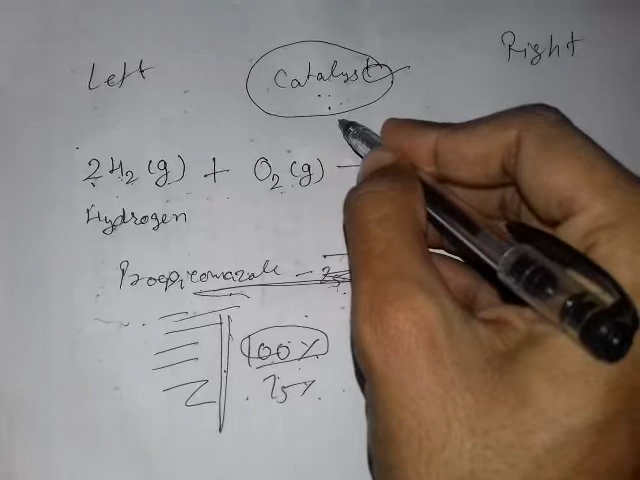 Left
Catalyst
Right
2H₂(g) + O₂(g) —
Hydrogen
100%
75%